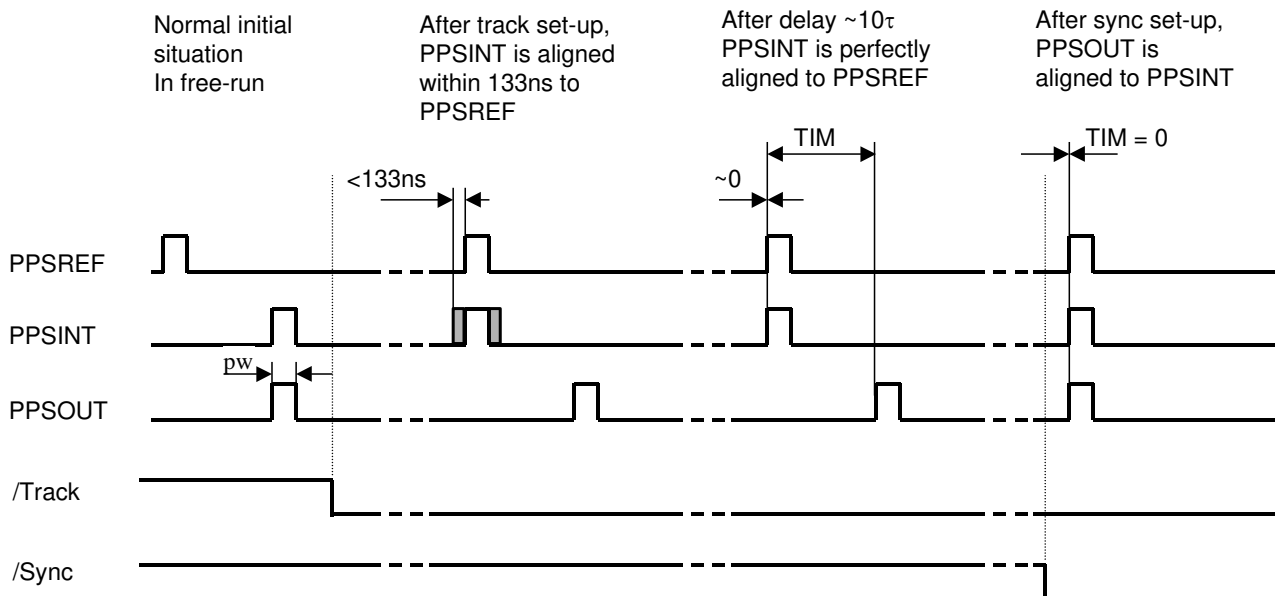 Normal initial
situation
In free-run
After track set-up,
PPSINT is aligned
within 133ns to
PPSREF
After delay ~10τ
PPSINT is perfectly
aligned to PPSREF
After sync set-up,
PPSOUT is
aligned to PPSINT
TIM
TIM = 0
<133ns
~0
PPSREF
PPSINT
pw
PPSOUT
/Track
/Sync